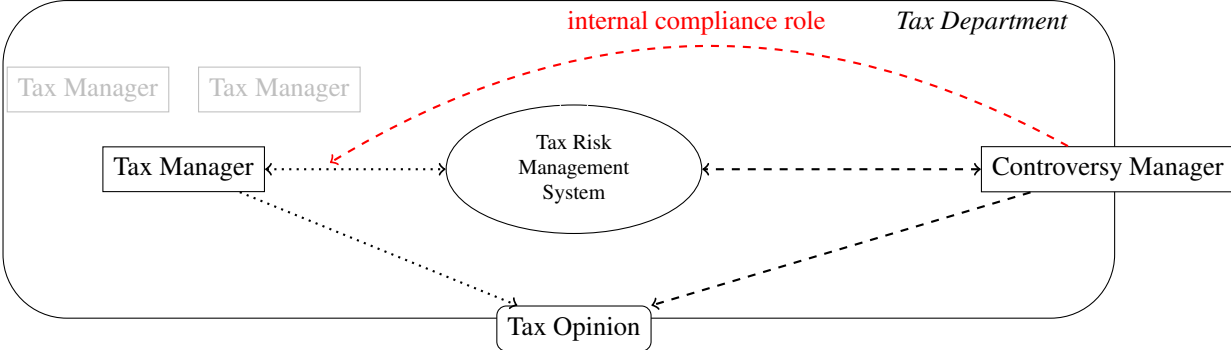 internal compliance role
Tax Department
Tax Manager
Tax Manager
Tax Manager
Tax Risk
Management
System
Controversy Manager
Tax Opinion